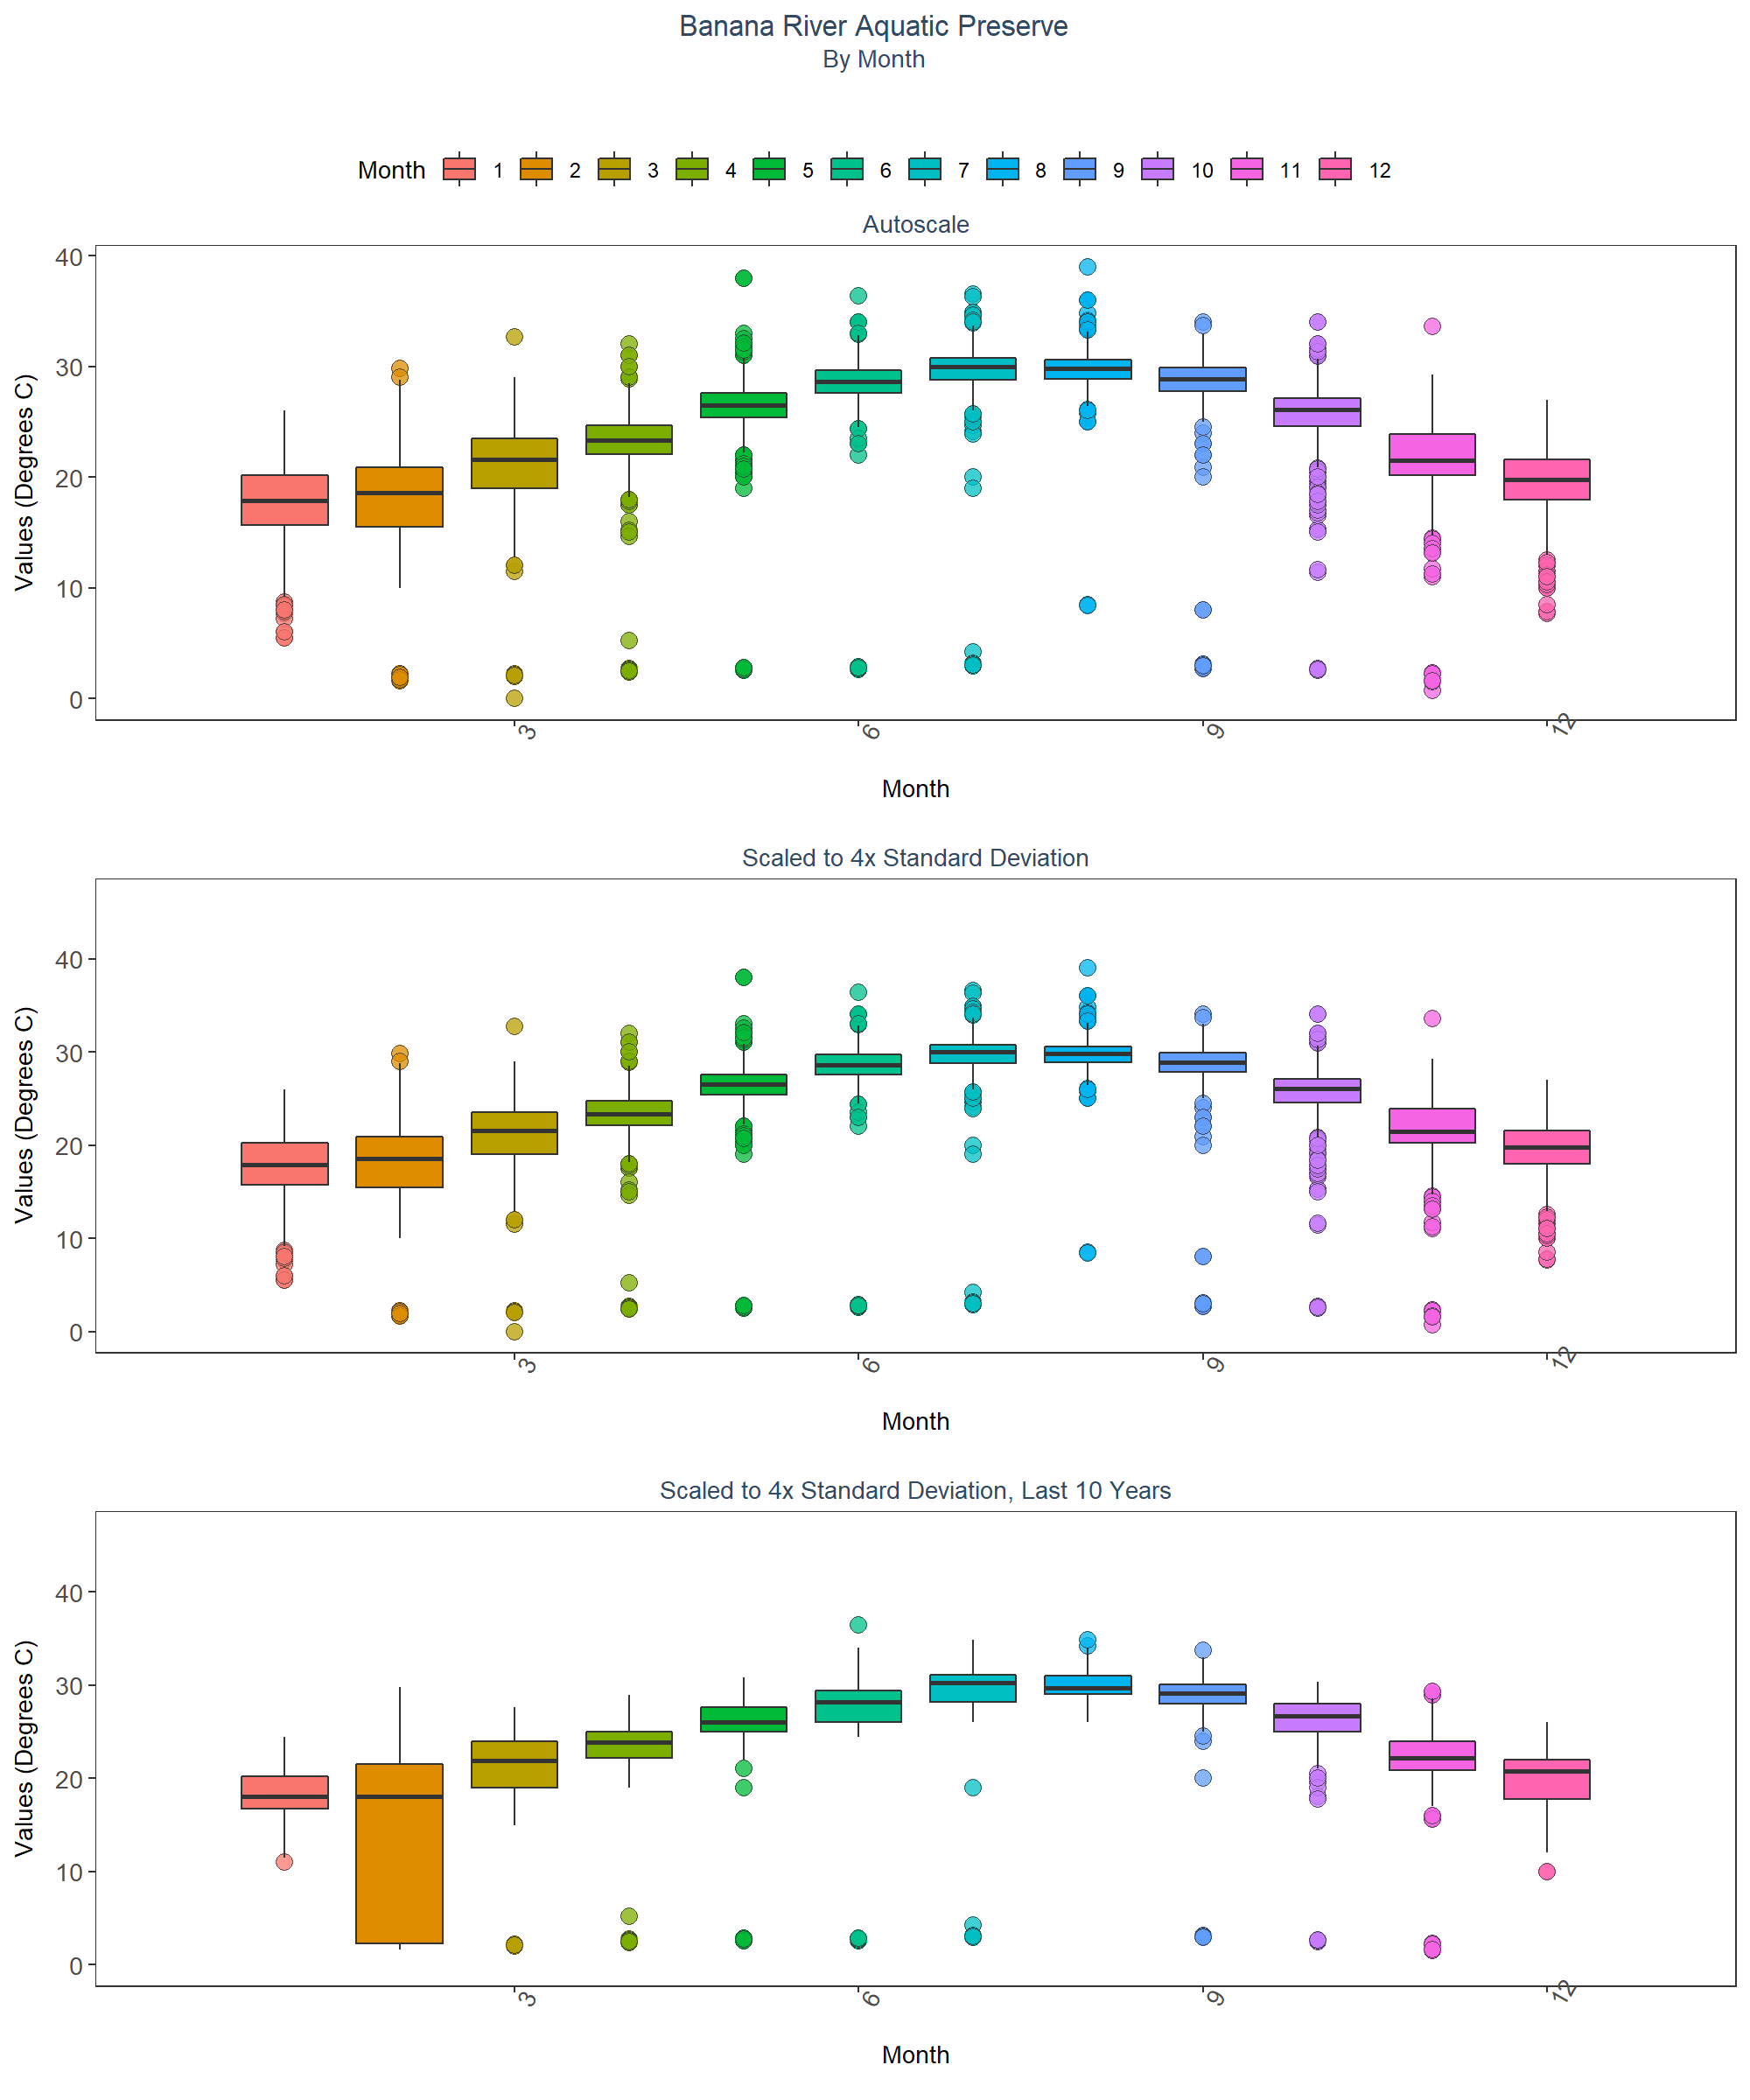 Banana River Aquatic Preserve
By Month
Month 1 2 3 4 5 6 7 8 9 10 11 12
Autoscale
Values (Degrees C)
40
30
20
10
0
3 6 9 12
Month
Scaled to 4x Standard Deviation
Values (Degrees C)
40
30
20
10
0
3 6 9 12
Month
Scaled to 4x Standard Deviation, Last 10 Years
Values (Degrees C)
40
30
20
10
0
3 6 9 12
Month